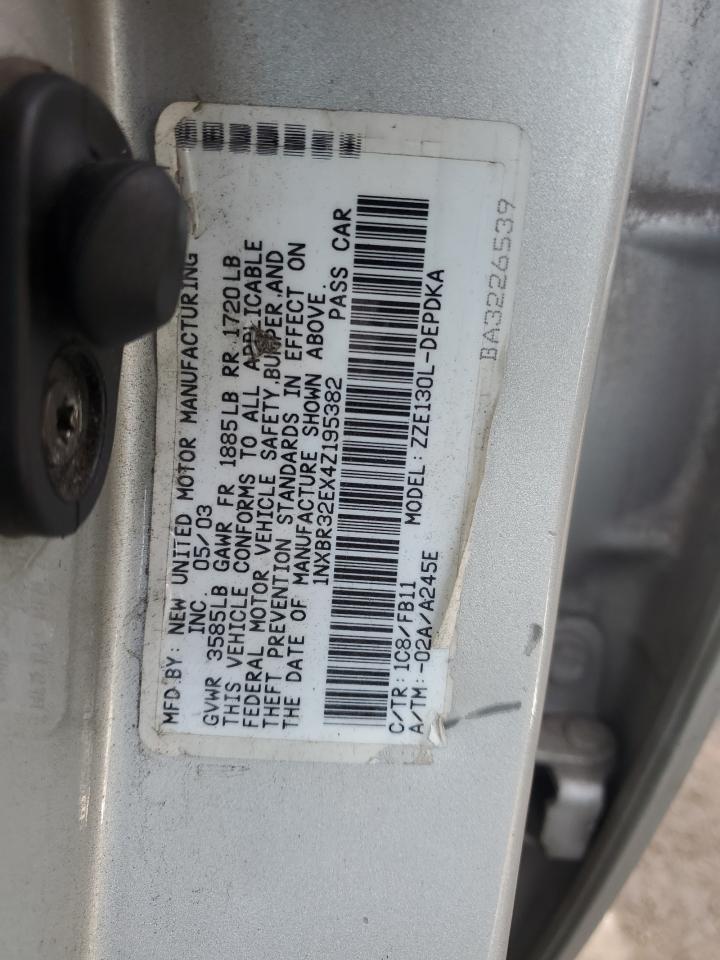 MFD BY: NEW UNITED MOTOR MANUFACTURING
INC. 05/03
GVWR 3585LB GAWR FR 1885LB RR 1720LB
THIS VEHICLE CONFORMS TO ALL APPLICABLE
FEDERAL MOTOR VEHICLE SAFETY,BUMPER,AND
THEFT PREVENTION STANDARDS IN EFFECT ON
THE DATE OF MANUFACTURE SHOWN ABOVE.
1NXBR32EX4Z195382 PASS CAR
C/TR: 1C8/FB11 MODEL: ZZE130L-DEPDKA
A/TM:-02A/A245E
BA3226539